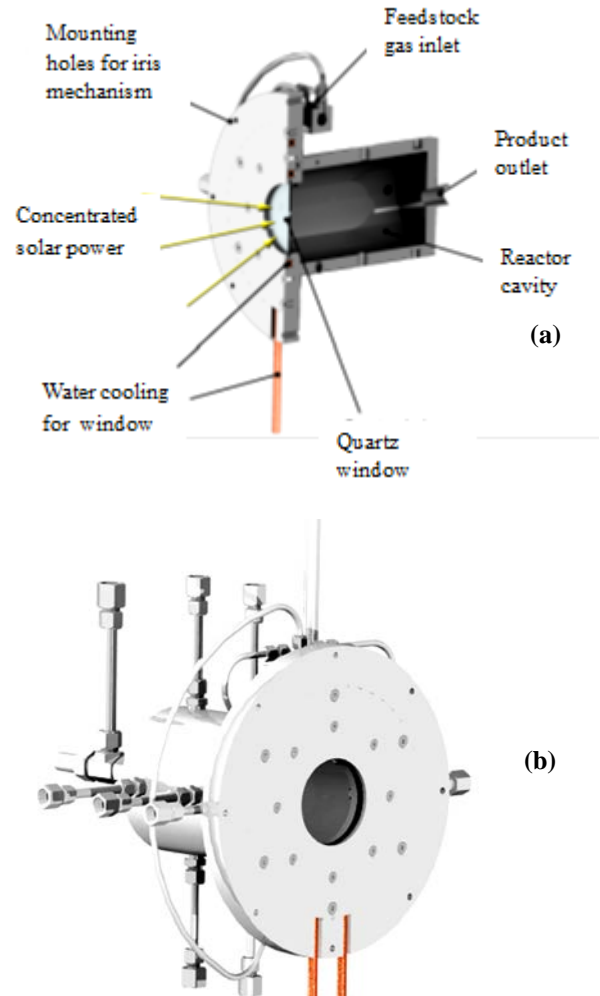 Mounting
holes for iris
mechanism
Feedstock
gas inlet
Product
outlet
Concentrated
solar power
Reactor
cavity
(a)
Water cooling
for window
Quartz
window
(b)